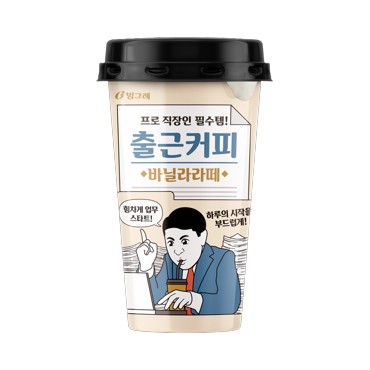 빙그레
프로 직장인 필수템!
출근커피
바닐라라떼
힘차게 업무
스타트!
하루의 시작을
부드럽게!